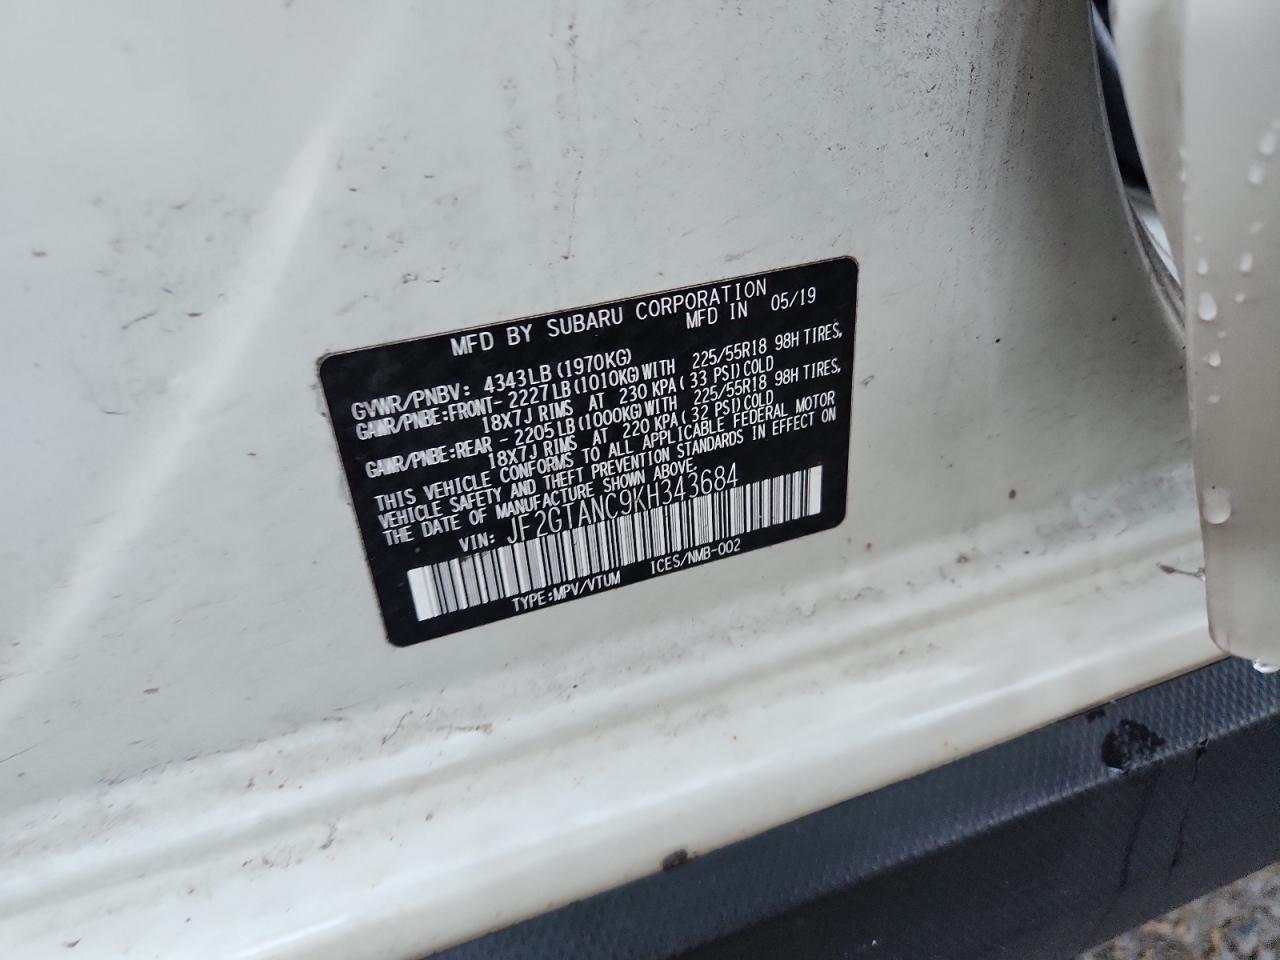 MFD BY SUBARU CORPORATION
MFD IN 05/19
GVWR/PNBV: 4343LB(1970KG)
GAWR/PNBE:FRONT-2227LB(1010KG)WITH 225/55R18 98H TIRES,
18X7J RIMS AT 230 KPA(33 PSI)COLD
GAWR/PNBE:REAR -2205LB(1000KG)WITH 225/55R18 98H TIRES,
18X7J RIMS AT 220 KPA(32 PSI)COLD
THIS VEHICLE CONFORMS TO ALL APPLICABLE FEDERAL MOTOR
VEHICLE SAFETY AND THEFT PREVENTION STANDARDS IN EFFECT ON
THE DATE OF MANUFACTURE SHOWN ABOVE.
VIN: JF2GTANC9KH343684
TYPE:MPV/VTUM ICES/NMB-002